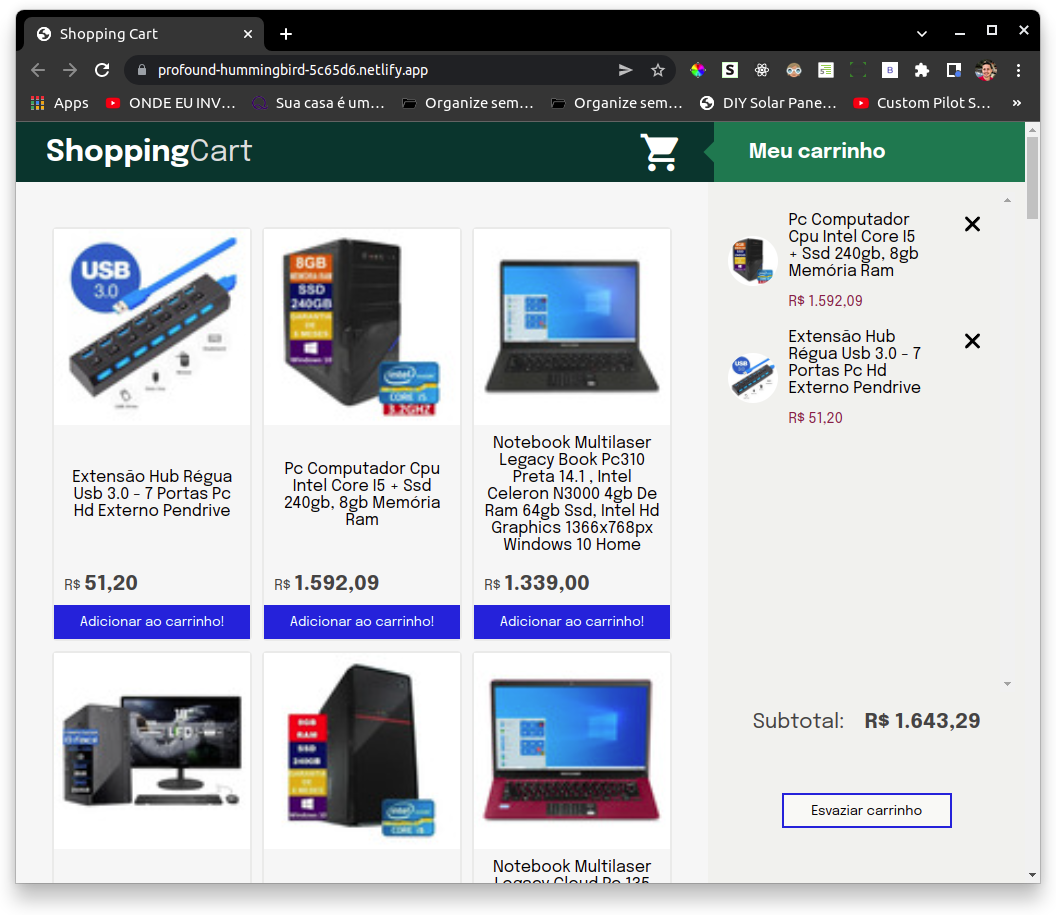 Shopping Cart
profound-hummingbird-5c65d6.netlify.app
Apps
ONDE EU INV...
Sua casa é um...
Organize sem...
Organize sem...
DIY Solar Pane...
Custom Pilot S...
»
ShoppingCart
Meu carrinho
USB
3.0
Extensão Hub Régua
Usb 3.0 - 7 Portas Pc
Hd Externo Pendrive
R$ 51,20
Adicionar ao carrinho!
8GB
MEMÓRIA RAM
SSD
240GB
GARANTIA
DE
6 MESES
Windows 10
intel
CORE i5
3.2GHZ
Pc Computador Cpu
Intel Core I5 + Ssd
240gb, 8gb Memória
Ram
R$ 1.592,09
Adicionar ao carrinho!
Notebook Multilaser
Legacy Book Pc310
Preta 14.1 , Intel
Celeron N3000 4gb De
Ram 64gb Ssd, Intel Hd
Graphics 1366x768px
Windows 10 Home
R$ 1.339,00
Adicionar ao carrinho!
LED
8GB
RAM
SSD
240GB
GARANTIA
DE
Windows 10
intel
CORE i5
Notebook Multilaser
Legacy Cloud Pc 135
Pc Computador
Cpu Intel Core I5
+ Ssd 240gb, 8gb
Memória Ram
R$ 1.592,09
Extensão Hub
Régua Usb 3.0 - 7
Portas Pc Hd
Externo Pendrive
R$ 51,20
Subtotal: R$ 1.643,29
Esvaziar carrinho